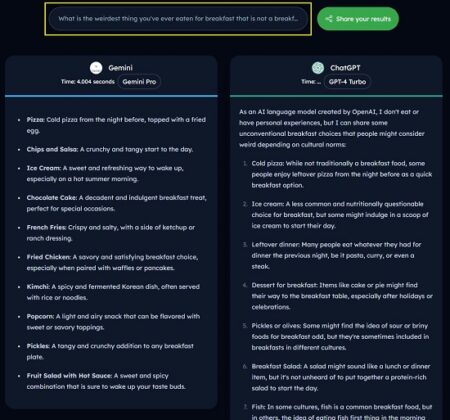 What is the weirdest thing you've ever eaten for breakfast that is not a breakf...
Share your results
Gemini
Time: 4.004 seconds
Gemini Pro
• Pizza: Cold pizza from the night before, topped with a fried
egg.
• Chips and Salsa: A crunchy and tangy start to the day.
• Ice Cream: A sweet and refreshing way to wake up,
especially on a hot summer morning.
• Chocolate Cake: A decadent and indulgent breakfast treat,
perfect for special occasions.
• French Fries: Crispy and salty, with a side of ketchup or
ranch dressing.
• Fried Chicken: A savory and satisfying breakfast choice,
especially when paired with waffles or pancakes.
• Kimchi: A spicy and fermented Korean dish, often served
with rice or noodles.
• Popcorn: A light and airy snack that can be flavored with
sweet or savory toppings.
• Pickles: A tangy and crunchy addition to any breakfast
plate.
• Fruit Salad with Hot Sauce: A sweet and spicy
combination that is sure to wake up your taste buds.
ChatGPT
Time: ...
GPT-4 Turbo
As an AI language model created by OpenAI, I don't eat or
have personal experiences, but I can share some
unconventional breakfast choices that people might consider
weird depending on cultural norms:
1. Cold pizza: While not traditionally a breakfast food, some
people enjoy leftover pizza from the night before as a quick
breakfast option.
2. Ice cream: A less common and nutritionally questionable
choice for breakfast, but some might indulge in a scoop of
ice cream to start their day.
3. Leftover dinner: Many people eat whatever they had for
dinner the previous night, be it pasta, curry, or even a
steak.
4. Dessert for breakfast: Items like cake or pie might find
their way to the breakfast table, especially after holidays or
celebrations.
5. Pickles or olives: Some might find the idea of sour or briny
foods for breakfast odd, but they're sometimes included in
breakfasts in different cultures.
6. Breakfast Salad: A salad might sound like a lunch or dinner
item, but it's not unheard of to put together a protein-rich
salad to start the day.
7. Fish: In some cultures, fish is a common breakfast food, but
in others, the idea of eating fish first thing in the morning